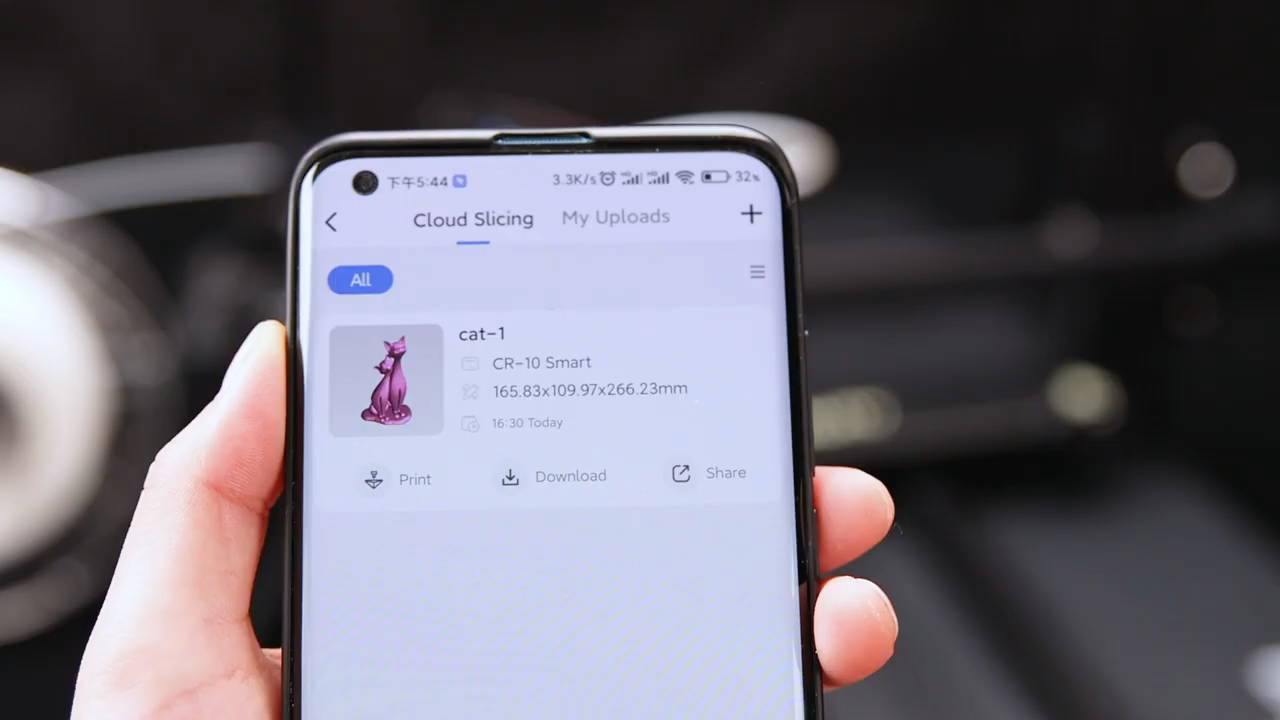 下午5:44 3.3K/s 32%
Cloud Slicing My Uploads
All
cat-1
CR-10 Smart
165.83x109.97x266.23mm
16:30 Today
Print Download Share